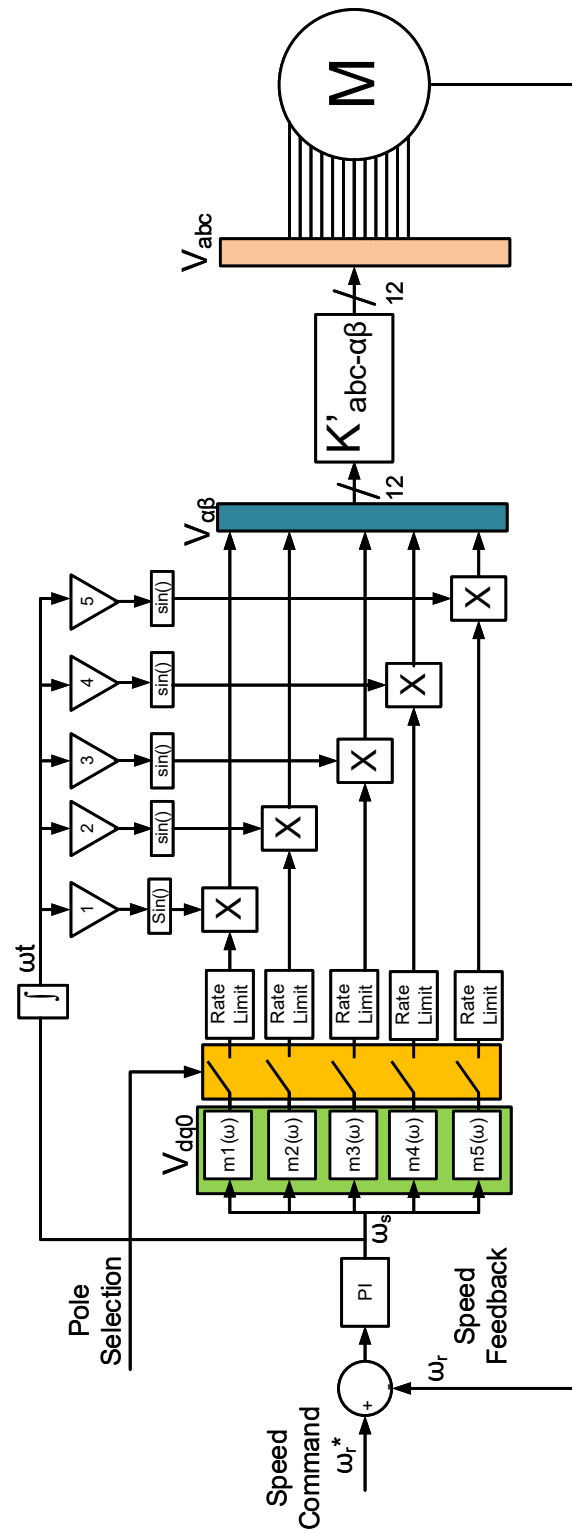 Speed
Command
ωr*
+
-
ωr
Speed
Feedback
PI
ωs
Pole
Selection
∫
ωt
Vdq0
m1(ω)
m2(ω)
m3(ω)
m4(ω)
m5(ω)
Rate
Limit
Rate
Limit
Rate
Limit
Rate
Limit
Rate
Limit
1
2
3
4
5
Sin()
sin()
sin()
sin()
sin()
X
X
X
X
X
Vαβ
12
K'abc-αβ
12
Vabc
M